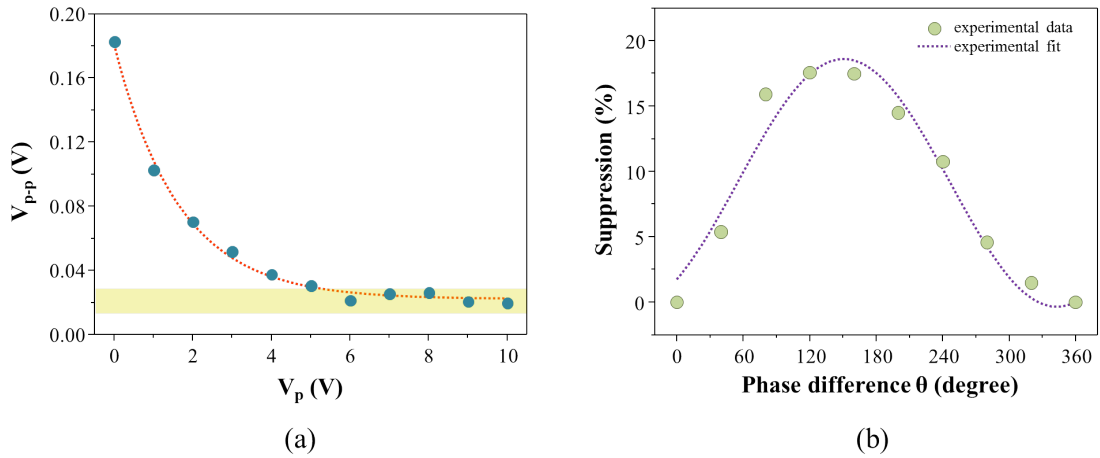 0.20
0.16
0.12
0.08
0.04
0.00
Vp-p (V)
0 2 4 6 8 10
Vp (V)
(a)
20
15
10
5
0
Suppression (%)
experimental data
experimental fit
0 60 120 180 240 300 360
Phase difference θ (degree)
(b)